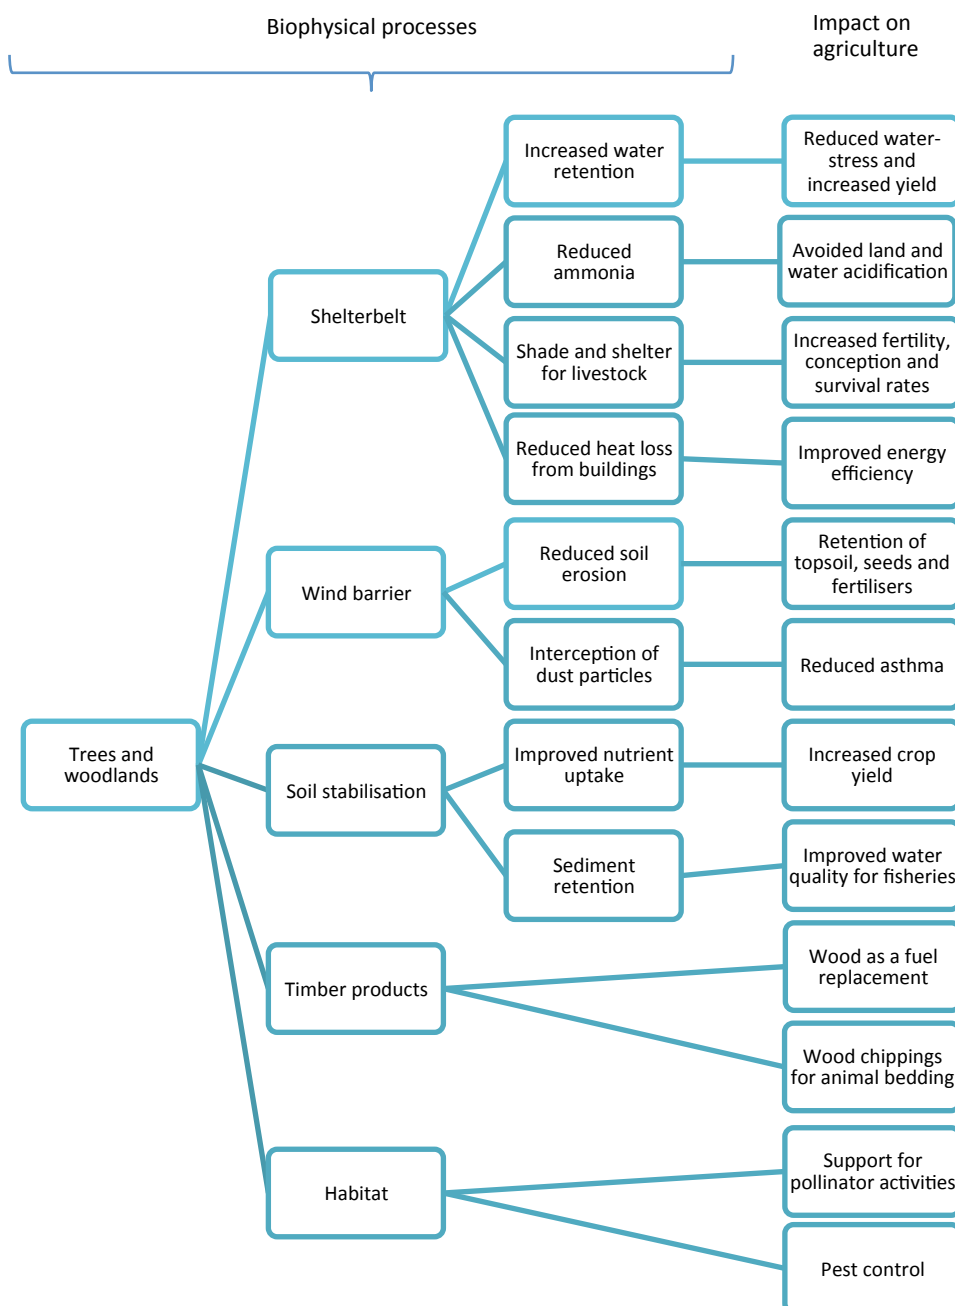 Biophysical processes
Impact on
agriculture
Increased water
retention
Reduced water-
stress and
increased yield
Reduced
ammonia
Avoided land and
water acidification
Shelterbelt
Shade and shelter
for livestock
Increased fertility,
conception and
survival rates
Reduced heat loss
from buildings
Improved energy
efficiency
Wind barrier
Reduced soil
erosion
Retention of
topsoil, seeds and
fertilisers
Interception of
dust particles
Reduced asthma
Trees and
woodlands
Soil stabilisation
Improved nutrient
uptake
Increased crop
yield
Sediment
retention
Improved water
quality for fisheries
Timber products
Wood as a fuel
replacement
Wood chippings
for animal bedding
Habitat
Support for
pollinator activities
Pest control